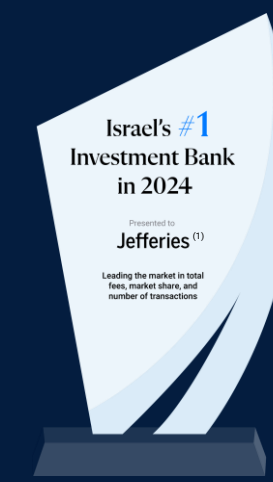 Israel's #1
Investment Bank
in 2024
Presented to
Jefferies (1)
Leading the market in total
fees, market share, and
number of transactions